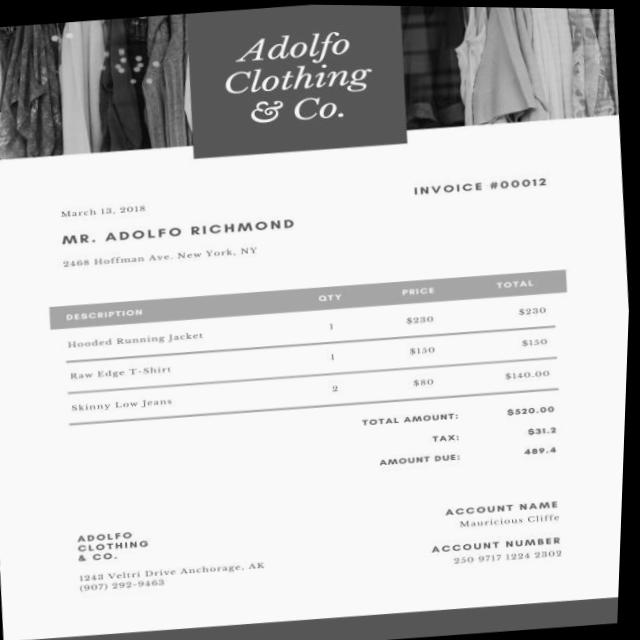 Adolfo
Clothing
& Co.
INVOICE #00012
March 13, 2018
MR. ADOLFO RICHMOND
2468 Hoffman Ave. New York, NY
DESCRIPTION QTY PRICE TOTAL
Hooded Running Jacket 1 $230 $230
Raw Edge T-Shirt 1 $150 $150
Skinny Low Jeans 2 $80 $140.00
TOTAL AMOUNT: $520.00
TAX: $31.2
AMOUNT DUE: 489.4
ACCOUNT NAME
Mauricious Cliffe
ACCOUNT NUMBER
250 9717 1224 2302
ADOLFO
CLOTHING
& CO.
1243 Veltri Drive Anchorage, AK
(907) 292-9463